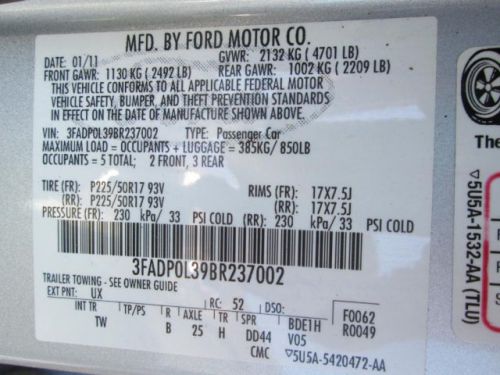 MFD. BY FORD MOTOR CO.
DATE: 01/11 GVWR: 2132 KG ( 4701 LB)
FRONT GAWR: 1130 KG ( 2492 LB) REAR GAWR: 1002 KG ( 2209 LB)
THIS VEHICLE CONFORMS TO ALL APPLICABLE FEDERAL MOTOR
VEHICLE SAFETY, BUMPER, AND THEFT PREVENTION STANDARDS
IN EFFECT ON THE DATE OF MANUFACTURE SHOWN ABOVE.
VIN: 3FADP0L39BR237002 TYPE: Passenger Car
MAXIMUM LOAD = OCCUPANTS + LUGGAGE = 385KG/ 850LB
OCCUPANTS = 5 TOTAL; 2 FRONT, 3 REAR
TIRE (FR): P225/50R17 93V RIMS (FR): 17X7.5J
(RR): P225/50R17 93V (RR): 17X7.5J
PRESSURE (FR): 230 kPa/ 33 PSI COLD (RR): 230 kPa/ 33 PSI COLD
3FADP0L39BR237002
TRAILER TOWING - SEE OWNER GUIDE
EXT PNT: UX RC: 52 DSO: F0062
INT TR TP/PS R AXLE TR SPR BDE1H R0049
TW B 25 H DD44 V05
CMC ▽5U5A-5420472-AA
The
▽5U5A-1532-AA (TLU)